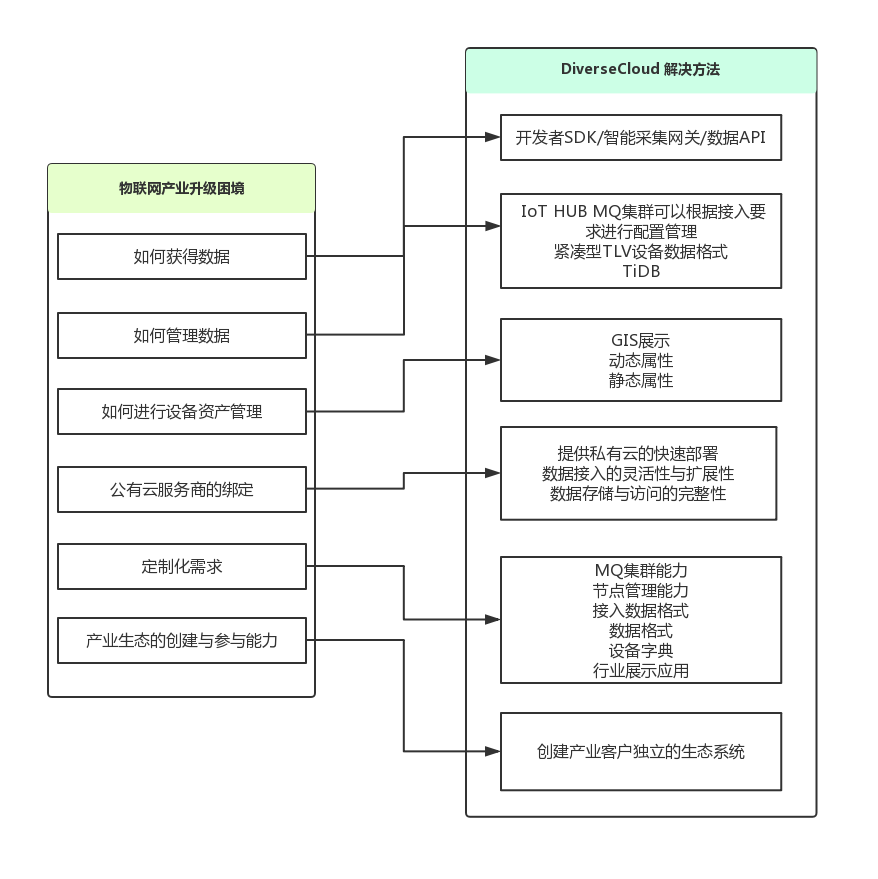 物联网产业升级困境
如何获得数据
如何管理数据
如何进行设备资产管理
公有云服务商的绑定
定制化需求
产业生态的创建与参与能力
DiverseCloud 解决方法
开发者SDK/智能采集网关/数据API
IoT HUB MQ集群可以根据接入要
求进行配置管理
紧凑型TLV设备数据格式
TiDB
GIS展示
动态属性
静态属性
提供私有云的快速部署
数据接入的灵活性与扩展性
数据存储与访问的完整性
MQ集群能力
节点管理能力
接入数据格式
数据格式
设备字典
行业展示应用
创建产业客户独立的生态系统